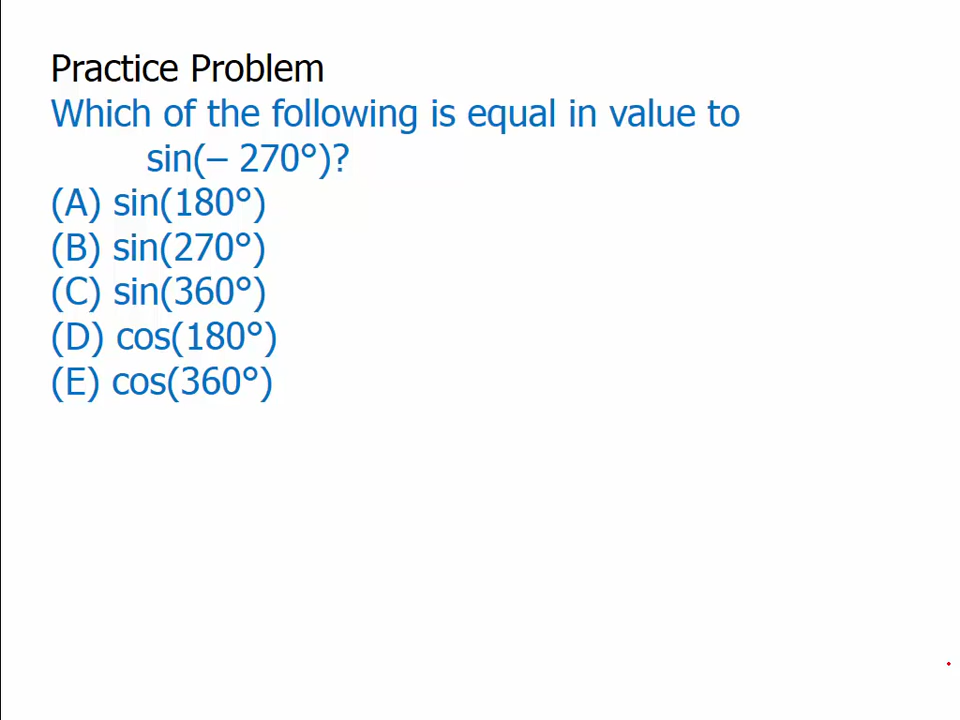 Practice Problem
Which of the following is equal in value to
sin(– 270°)?
(A) sin(180°)
(B) sin(270°)
(C) sin(360°)
(D) cos(180°)
(E) cos(360°)